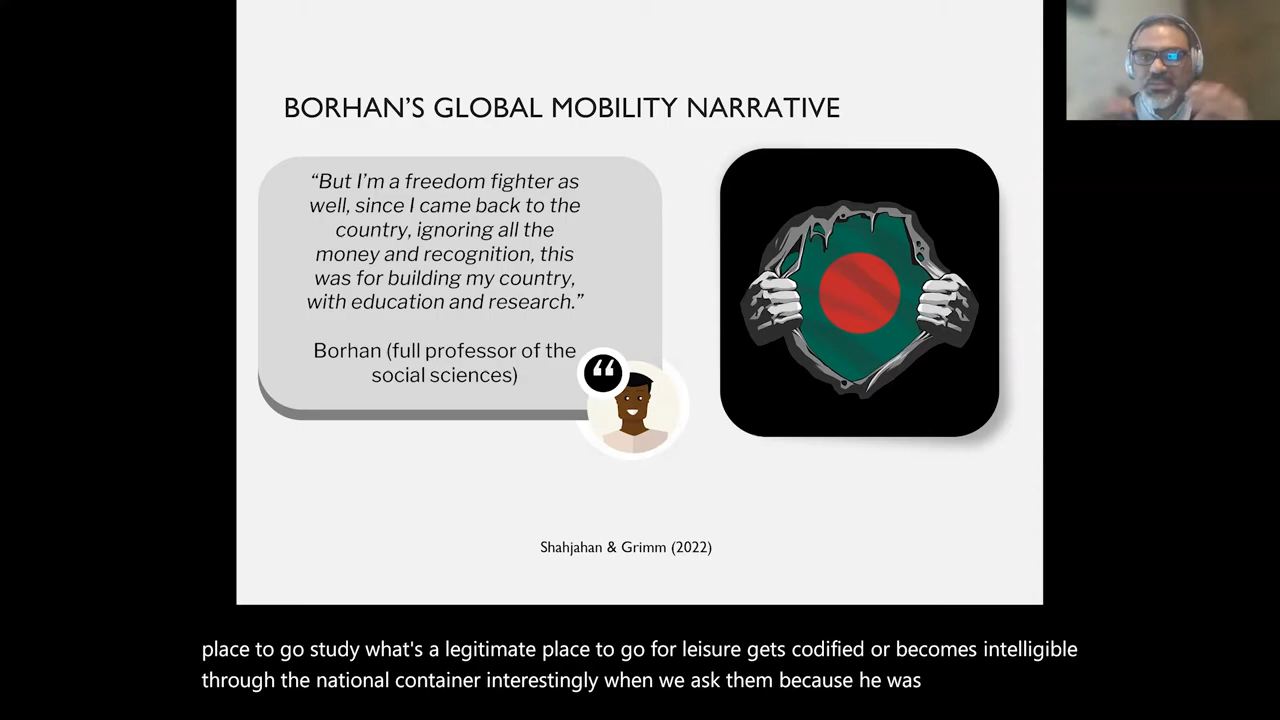 BORHAN’S GLOBAL MOBILITY NARRATIVE
“But I’m a freedom fighter as
well, since I came back to the
country, ignoring all the
money and recognition, this
was for building my country,
with education and research.”
Borhan (full professor of the
social sciences)
Shahjahan & Grimm (2022)
place to go study what's a legitimate place to go for leisure gets codified or becomes intelligible
through the national container interestingly when we ask them because he was